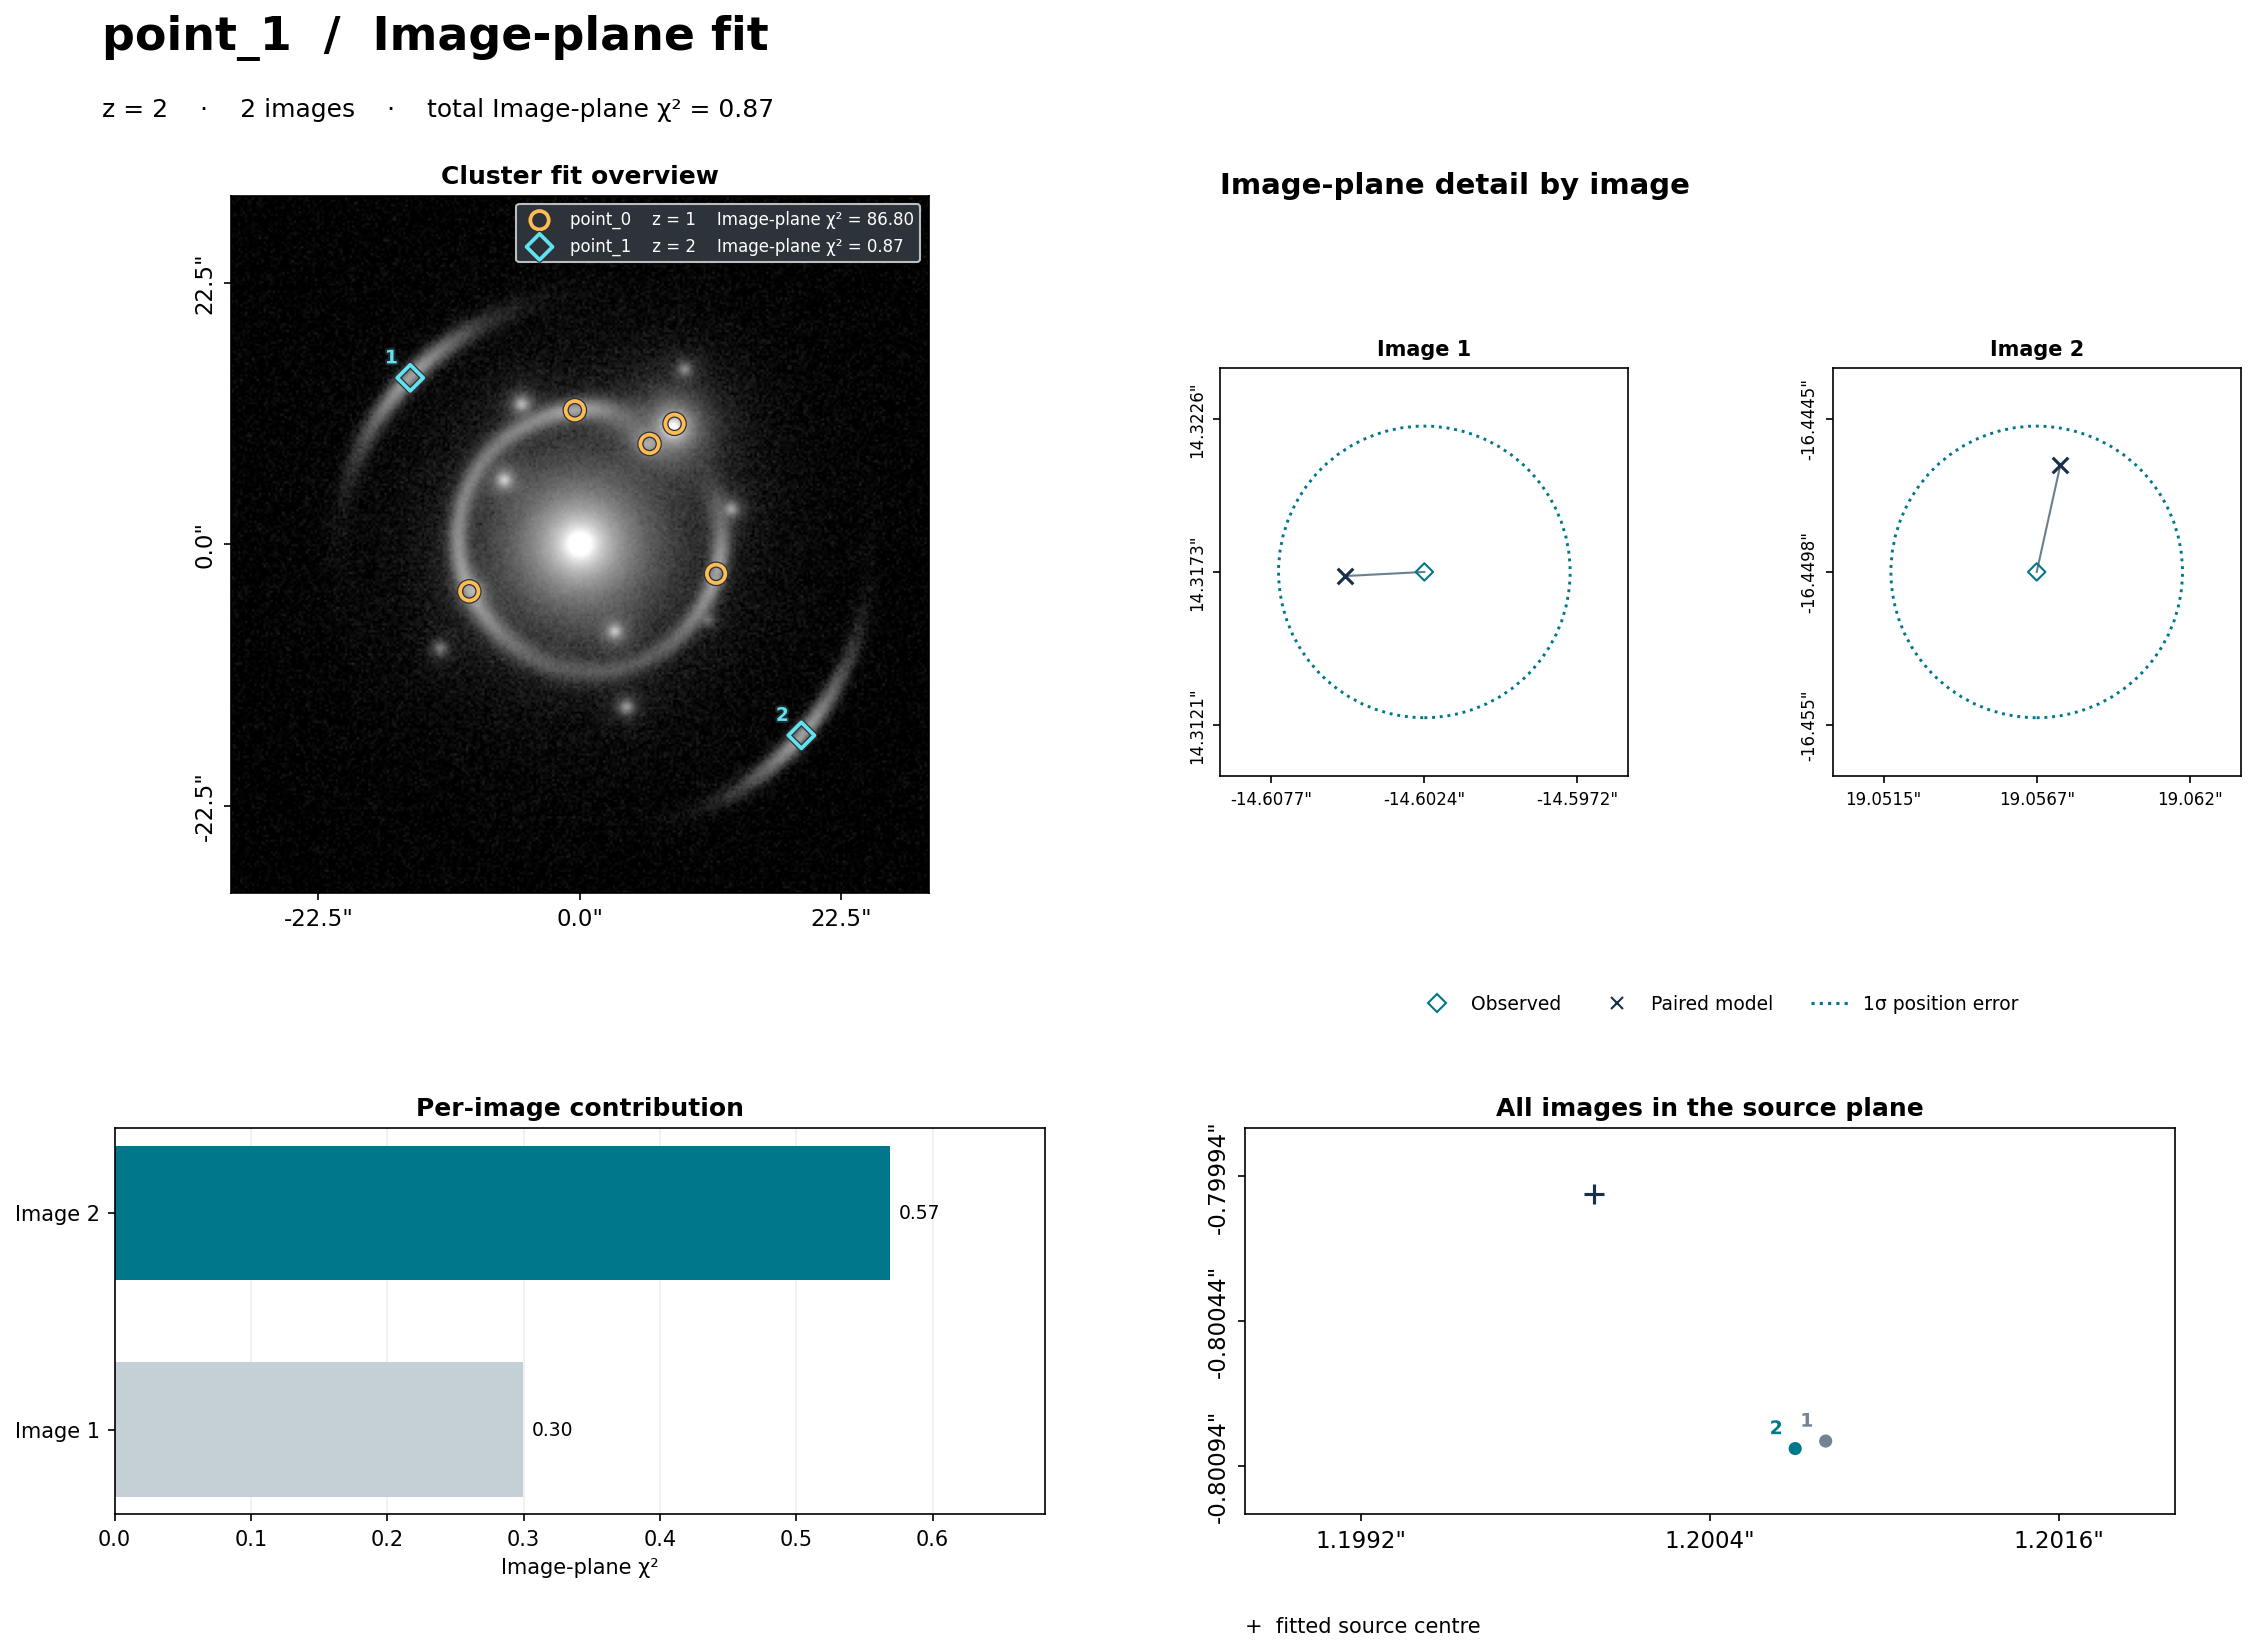 point_1 / Image-plane fit
z = 2 · 2 images · total Image-plane χ² = 0.87
Cluster fit overview
point_0 z = 1 Image-plane χ² = 86.80
point_1 z = 2 Image-plane χ² = 0.87
22.5"
0.0"
-22.5"
1
2
-22.5" 0.0" 22.5"
Image-plane detail by image
Image 1
14.3226"
14.3173"
14.3121"
-14.6077" -14.6024" -14.5972"
Image 2
-16.4445"
-16.4498"
-16.455"
19.0515" 19.0567" 19.062"
Observed Paired model 1σ position error
Per-image contribution
Image 2
0.57
Image 1
0.30
0.0 0.1 0.2 0.3 0.4 0.5 0.6
Image-plane χ²
All images in the source plane
-0.79994"
-0.80044"
-0.80094"
2 1
1.1992" 1.2004" 1.2016"
+ fitted source centre